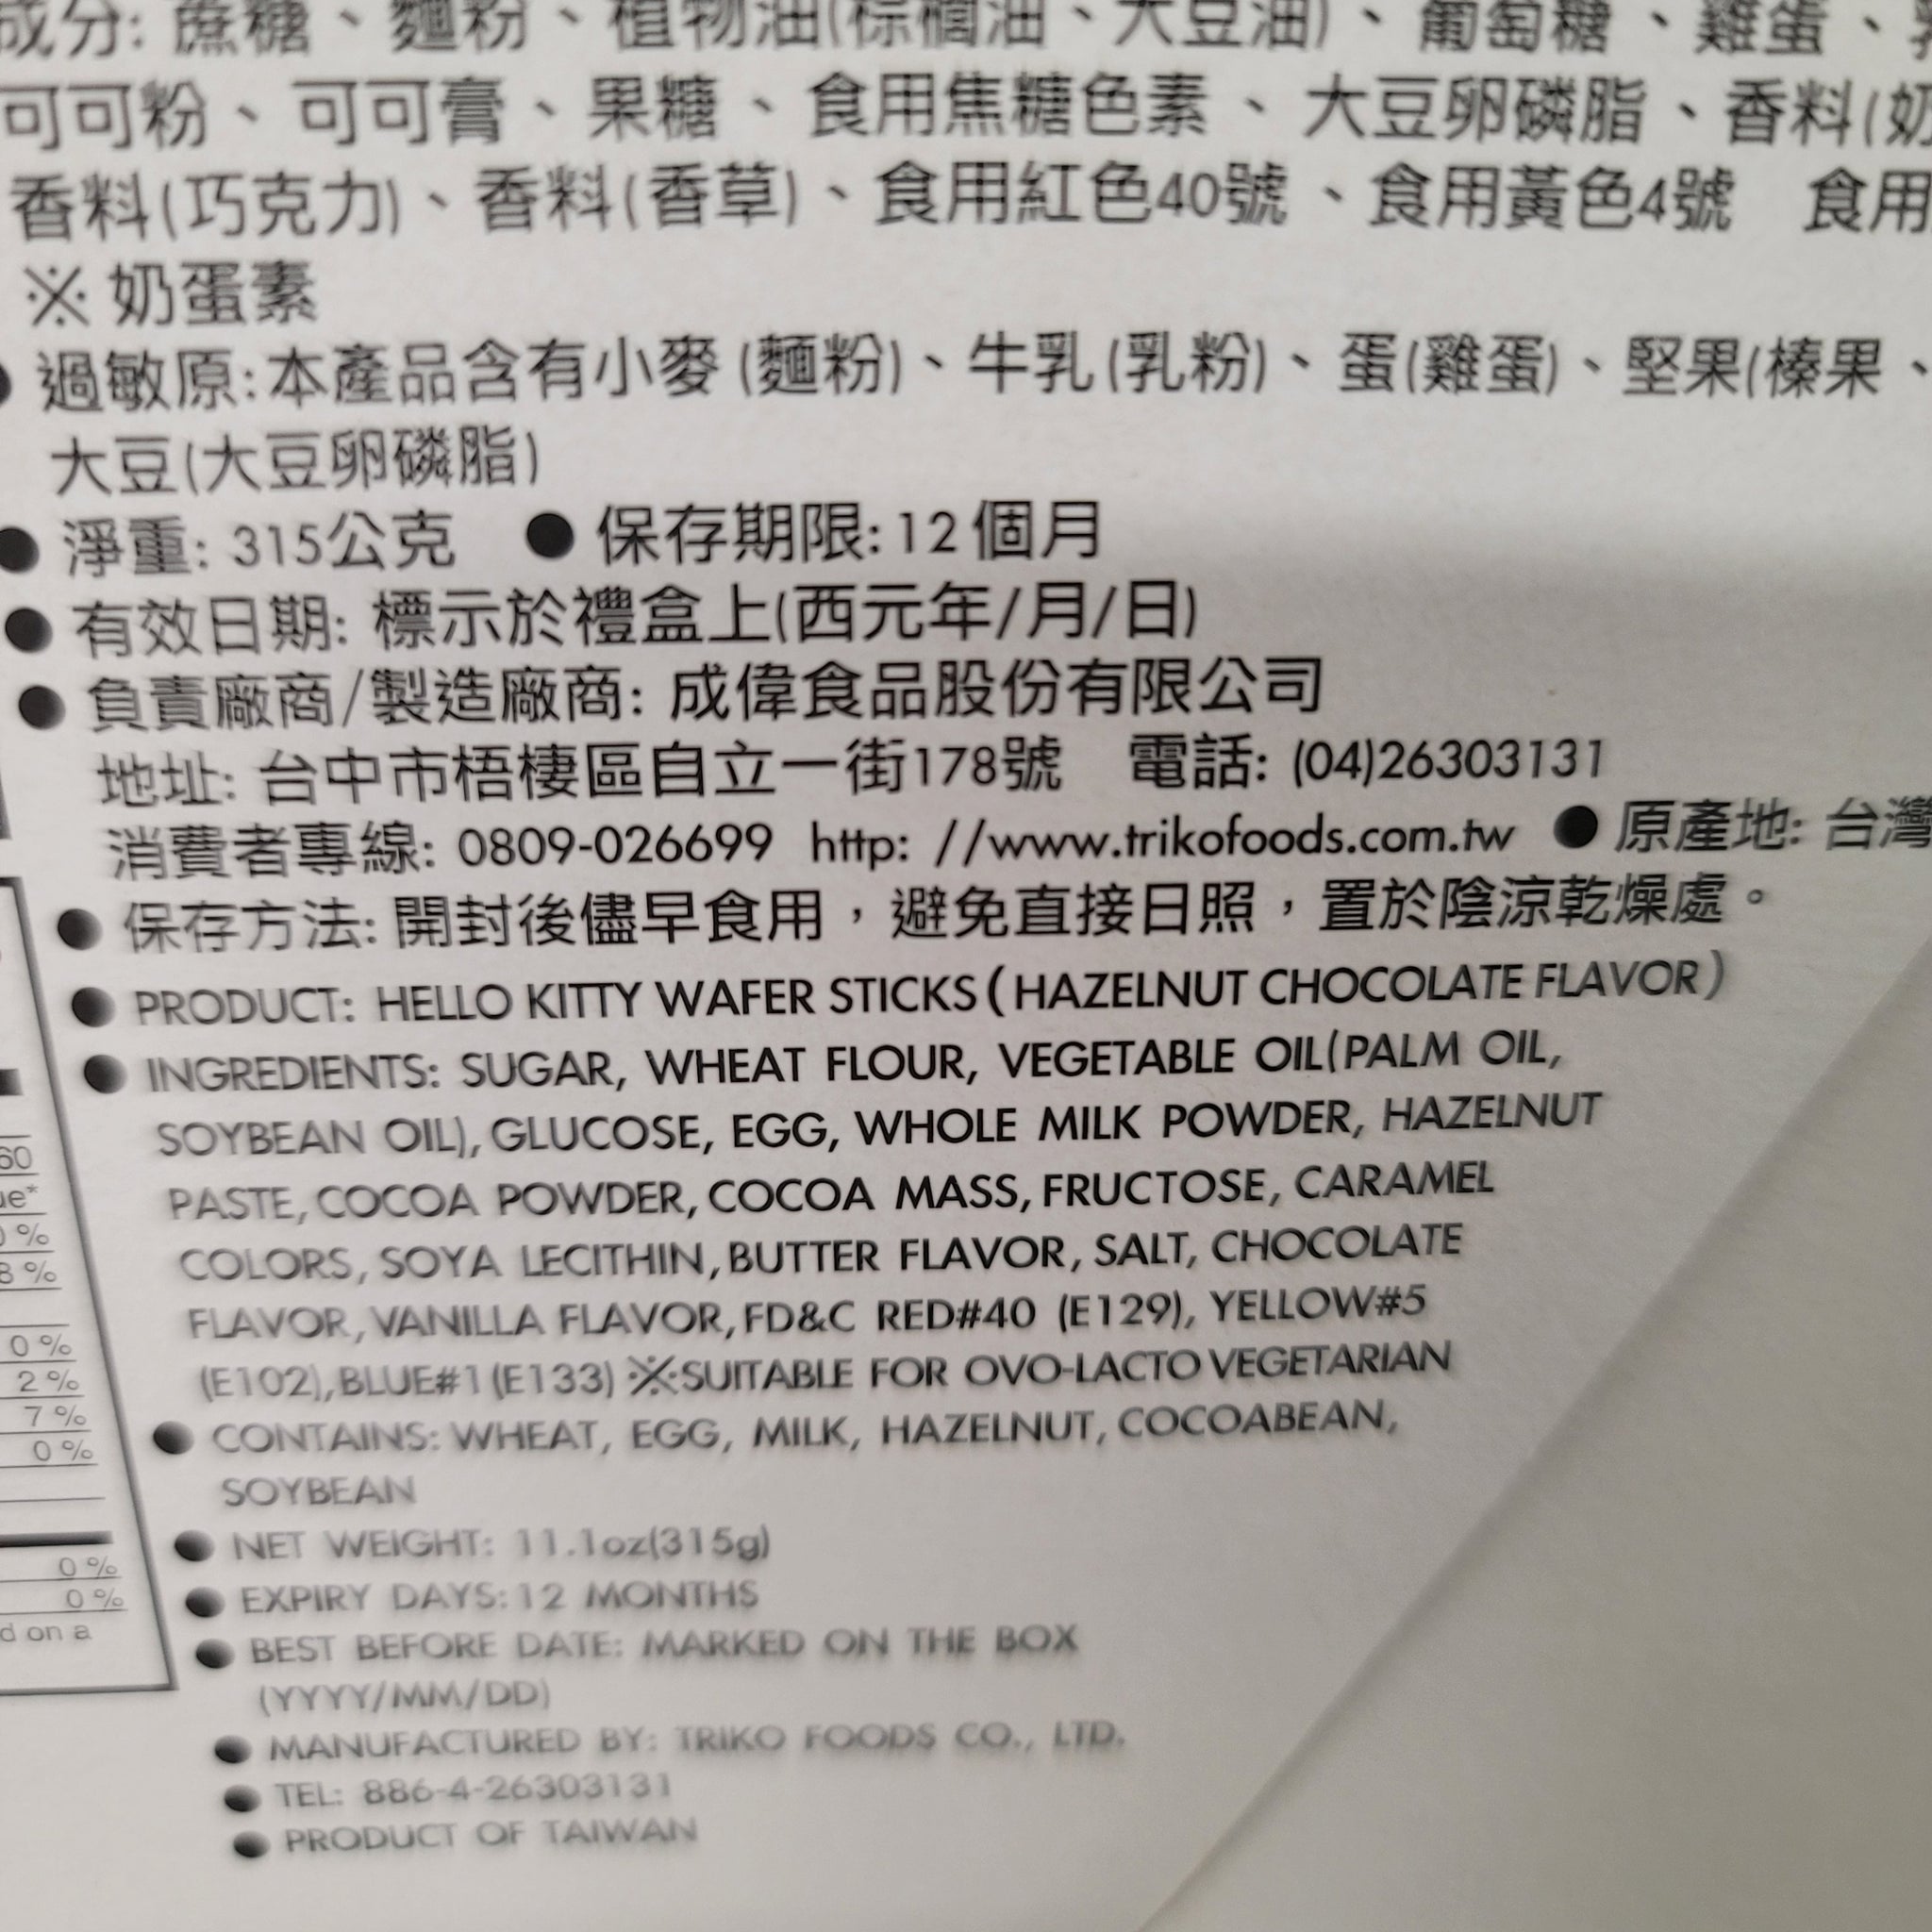 成分: 蔗糖、麵粉、植物油(棕櫚油、大豆油)、葡萄糖、雞蛋、
可可粉、可可膏、果糖、食用焦糖色素、大豆卵磷脂、香料(奶
香料(巧克力)、香料(香草)、食用紅色40號、食用黃色4號 食用
※ 奶蛋素
● 過敏原:本產品含有小麥 (麵粉)、牛乳(乳粉)、蛋(雞蛋)、堅果(榛果、
大豆(大豆卵磷脂)
● 淨重: 315公克 ● 保存期限: 12個月
● 有效日期: 標示於禮盒上(西元年/月/日)
● 負責廠商/製造廠商: 成偉食品股份有限公司
地址: 台中市梧棲區自立一街178號 電話: (04)26303131
消費者專線: 0809-026699 http: //www.trikofoods.com.tw ● 原產地: 台灣
● 保存方法: 開封後儘早食用，避免直接日照，置於陰涼乾燥處。
● PRODUCT: HELLO KITTY WAFER STICKS (HAZELNUT CHOCOLATE FLAVOR)
● INGREDIENTS: SUGAR, WHEAT FLOUR, VEGETABLE OIL(PALM OIL,
SOYBEAN OIL), GLUCOSE, EGG, WHOLE MILK POWDER, HAZELNUT
PASTE, COCOA POWDER, COCOA MASS, FRUCTOSE, CARAMEL
COLORS, SOYA LECITHIN, BUTTER FLAVOR, SALT, CHOCOLATE
FLAVOR, VANILLA FLAVOR, FD&C RED#40 (E129), YELLOW#5
(E102), BLUE#1 (E133) ※SUITABLE FOR OVO-LACTO VEGETARIAN
● CONTAINS: WHEAT, EGG, MILK, HAZELNUT, COCOABEAN,
SOYBEAN
● NET WEIGHT: 11.1oz(315g)
● EXPIRY DAYS: 12 MONTHS
● BEST BEFORE DATE: MARKED ON THE BOX
(YYYY/MM/DD)
● MANUFACTURED BY: TRIKO FOODS CO., LTD.
● TEL: 886-4-26303131
● PRODUCT OF TAIWAN
60
ue*
0 %
8 %
0 %
2 %
7 %
0 %
0 %
0 %
d on a